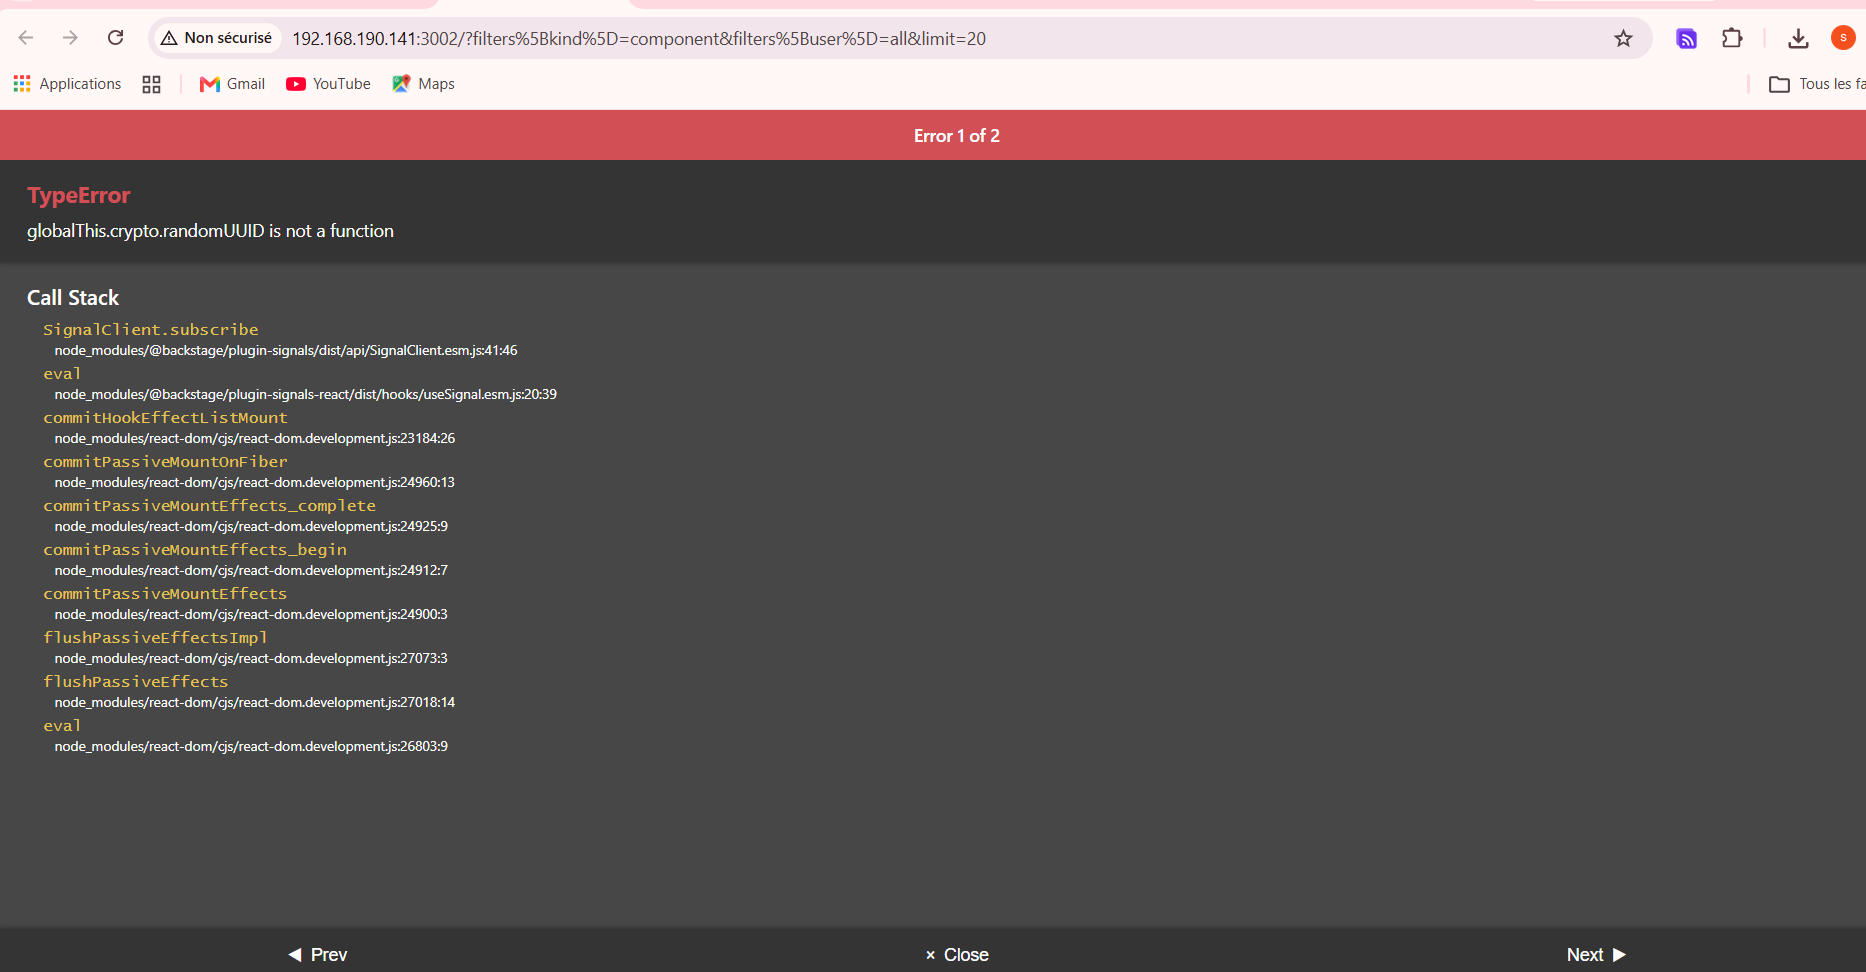 Non sécurisé 192.168.190.141:3002/?filters%5Bkind%5D=component&filters%5Buser%5D=all&limit=20 S
Applications Gmail YouTube Maps Tous les fa
Error 1 of 2
TypeError
globalThis.crypto.randomUUID is not a function
Call Stack
SignalClient.subscribe
node_modules/@backstage/plugin-signals/dist/api/SignalClient.esm.js:41:46
eval
node_modules/@backstage/plugin-signals-react/dist/hooks/useSignal.esm.js:20:39
commitHookEffectListMount
node_modules/react-dom/cjs/react-dom.development.js:23184:26
commitPassiveMountOnFiber
node_modules/react-dom/cjs/react-dom.development.js:24960:13
commitPassiveMountEffects_complete
node_modules/react-dom/cjs/react-dom.development.js:24925:9
commitPassiveMountEffects_begin
node_modules/react-dom/cjs/react-dom.development.js:24912:7
commitPassiveMountEffects
node_modules/react-dom/cjs/react-dom.development.js:24900:3
flushPassiveEffectsImpl
node_modules/react-dom/cjs/react-dom.development.js:27073:3
flushPassiveEffects
node_modules/react-dom/cjs/react-dom.development.js:27018:14
eval
node_modules/react-dom/cjs/react-dom.development.js:26803:9
◀ Prev × Close Next ▶